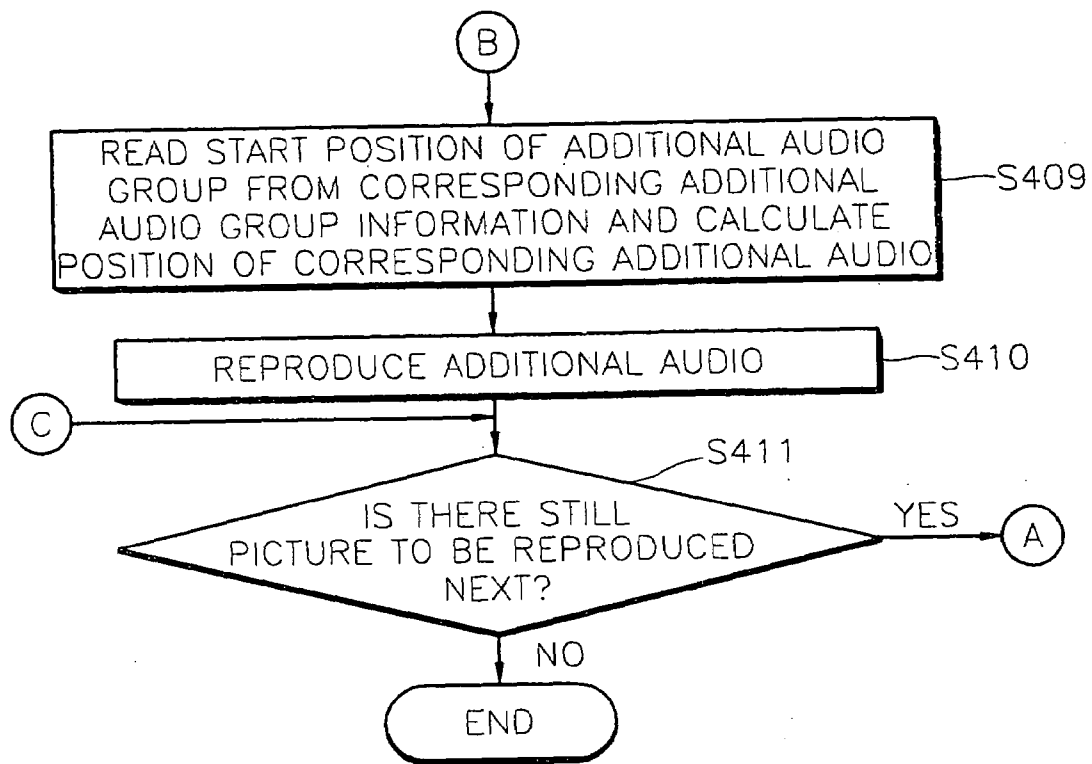 B
READ START POSITION OF ADDITIONAL AUDIO
GROUP FROM CORRESPONDING ADDITIONAL
AUDIO GROUP INFORMATION AND CALCULATE
POSITION OF CORRESPONDING ADDITIONAL AUDIO
S409
REPRODUCE ADDITIONAL AUDIO
S410
C
S411
IS THERE STILL
PICTURE TO BE REPRODUCED
NEXT?
YES
A
NO
END